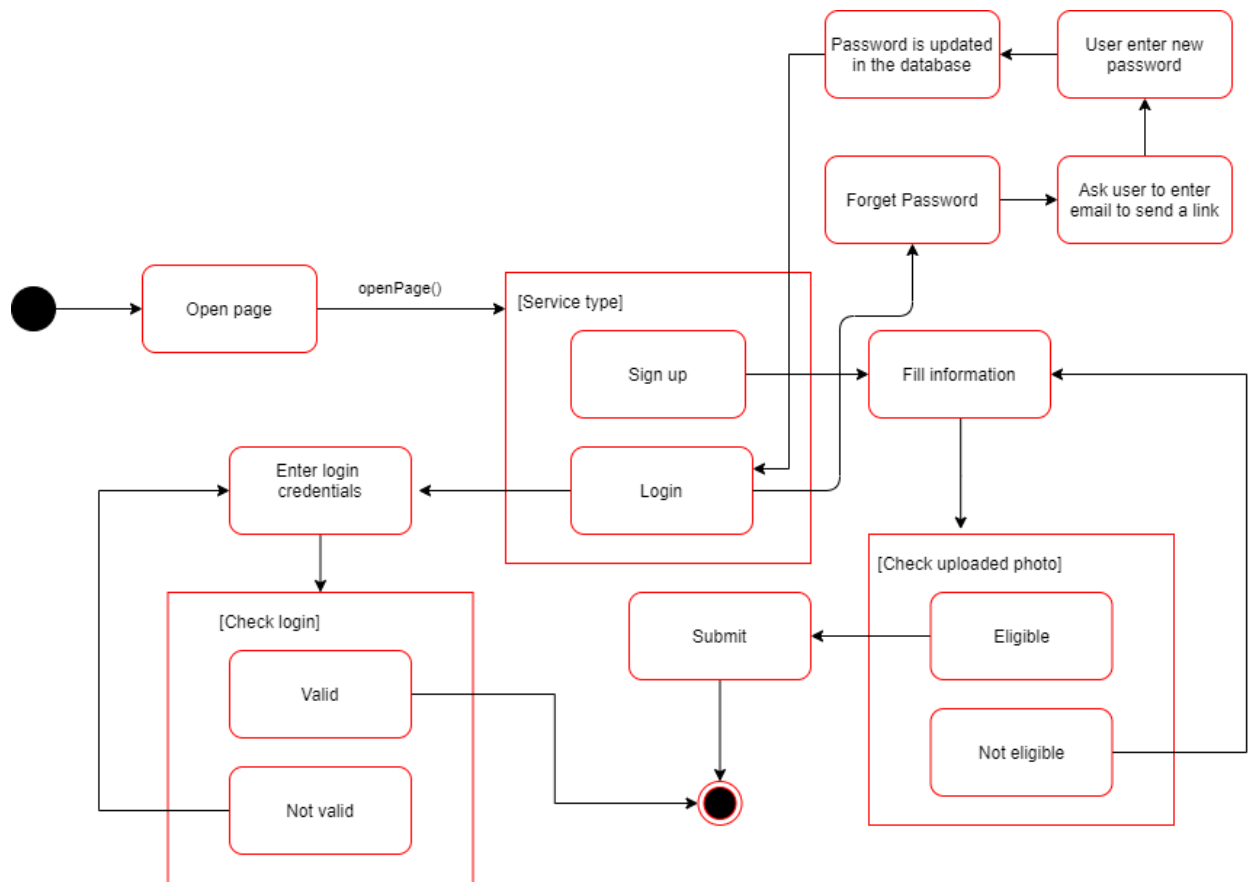 Password is updated
in the database
User enter new
password
Forget Password
Ask user to enter
email to send a link
Open page
openPage()
[Service type]
Sign up
Fill information
Enter login
credentials
Login
[Check uploaded photo]
[Check login]
Submit
Eligible
Valid
Not eligible
Not valid